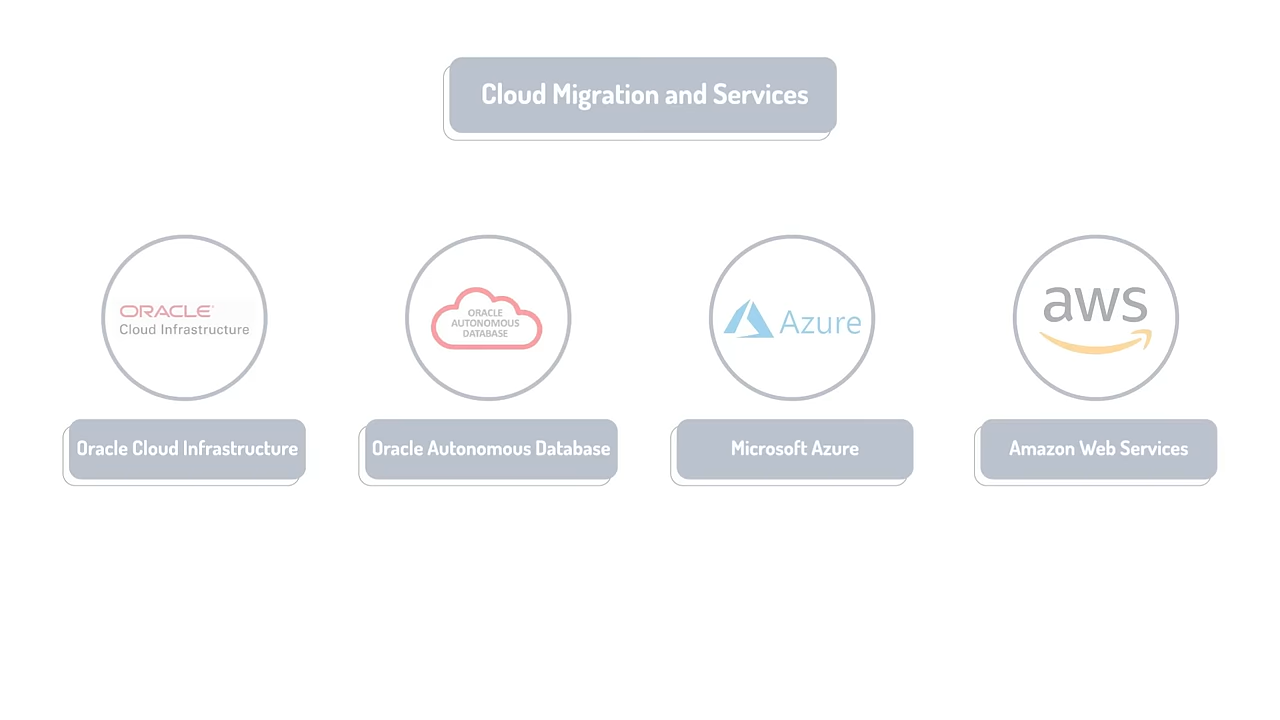 Cloud Migration and Services
ORACLE
Cloud Infrastructure
ORACLE
AUTONOMOUS
DATABASE
Azure
aws
Oracle Cloud Infrastructure
Oracle Autonomous Database
Microsoft Azure
Amazon Web Services